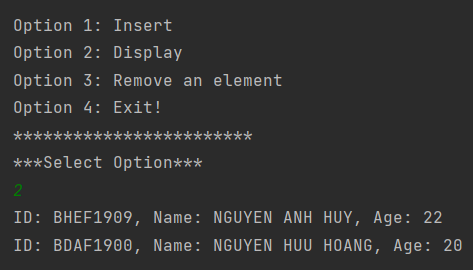 Option 1: Insert
Option 2: Display
Option 3: Remove an element
Option 4: Exit!
************************
***Select Option***
2
ID: BHEF1909, Name: NGUYEN ANH HUY, Age: 22
ID: BDAF1900, Name: NGUYEN HUU HOANG, Age: 20